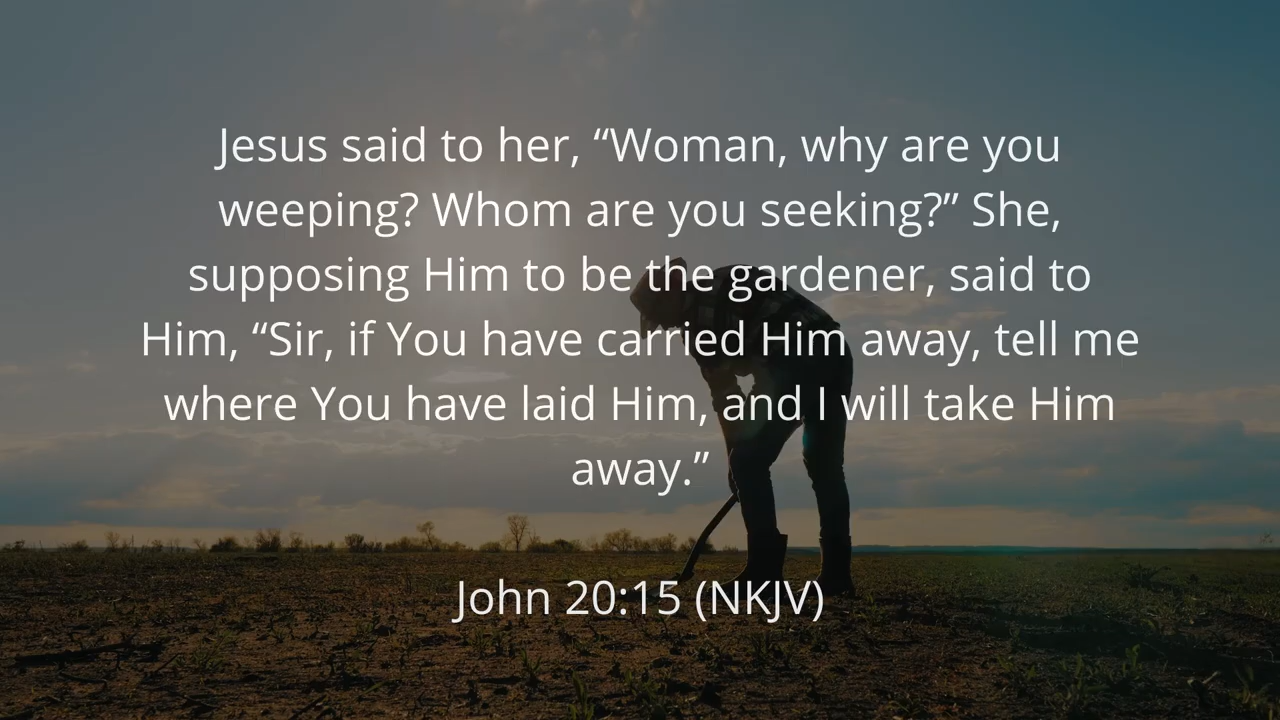 Jesus said to her, “Woman, why are you
weeping? Whom are you seeking?” She,
supposing Him to be the gardener, said to
Him, “Sir, if You have carried Him away, tell me
where You have laid Him, and I will take Him
away.”
John 20:15 (NKJV)